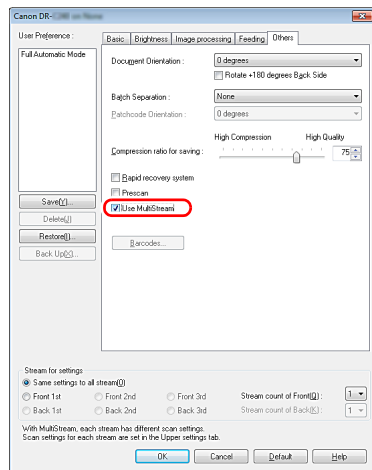 Canon DR-
User Preference :
Full Automatic Mode
Save(Y)...
Delete(J)
Restore(I)...
Back Up(X)...
Basic Brightness Image processing Feeding Others
Document Orientation : 0 degrees
Rotate +180 degrees Back Side
Batch Separation : None
Patchcode Orientation : 0 degrees
High Compression High Quality
Compression ratio for saving : 75
Rapid recovery system
Prescan
Use MultiStream
Barcodes...
Stream for settings
Same settings to all stream(0)
Front 1st Front 2nd Front 3rd Stream count of Front(Q) : 1
Back 1st Back 2nd Back 3rd Stream count of Back(K) : 1
With MultiStream, each stream has different scan settings.
Scan settings for each stream are set in the Upper settings tab.
OK Cancel Default Help